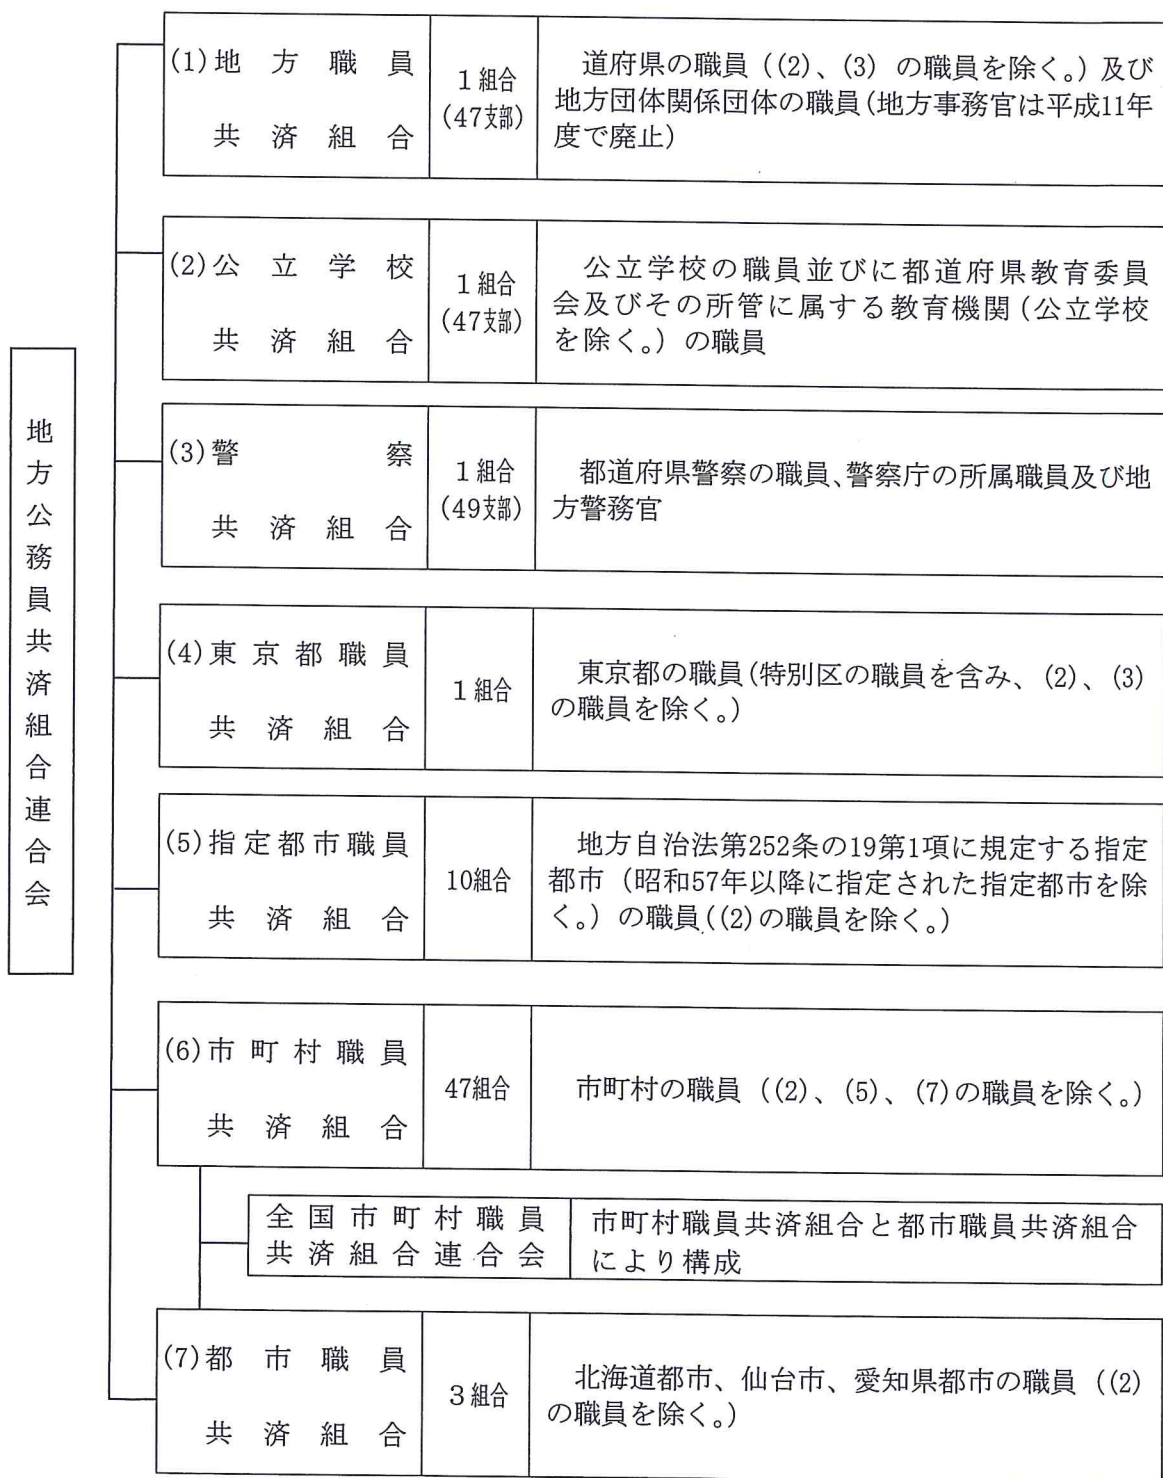 地方公務員共済組合連合会
(1)地方職員
共済組合
1組合
(47支部)
道府県の職員((2)、(3)の職員を除く。)及び
地方団体関係団体の職員(地方事務官は平成11年
度で廃止)
(2)公立学校
共済組合
1組合
(47支部)
公立学校の職員並びに都道府県教育委員
会及びその所管に属する教育機関(公立学校
を除く。)の職員
(3)警察
共済組合
1組合
(49支部)
都道府県警察の職員、警察庁の所属職員及び地
方警務官
(4)東京都職員
共済組合
1組合
東京都の職員(特別区の職員を含み、(2)、(3)
の職員を除く。)
(5)指定都市職員
共済組合
10組合
地方自治法第252条の19第1項に規定する指定
都市(昭和57年以降に指定された指定都市を除
く。)の職員((2)の職員を除く。)
(6)市町村職員
共済組合
47組合
市町村の職員((2)、(5)、(7)の職員を除く。)
全国市町村職員
共済組合連合会
市町村職員共済組合と都市職員共済組合
により構成
(7)都市職員
共済組合
3組合
北海道都市、仙台市、愛知県都市の職員((2)
の職員を除く。)